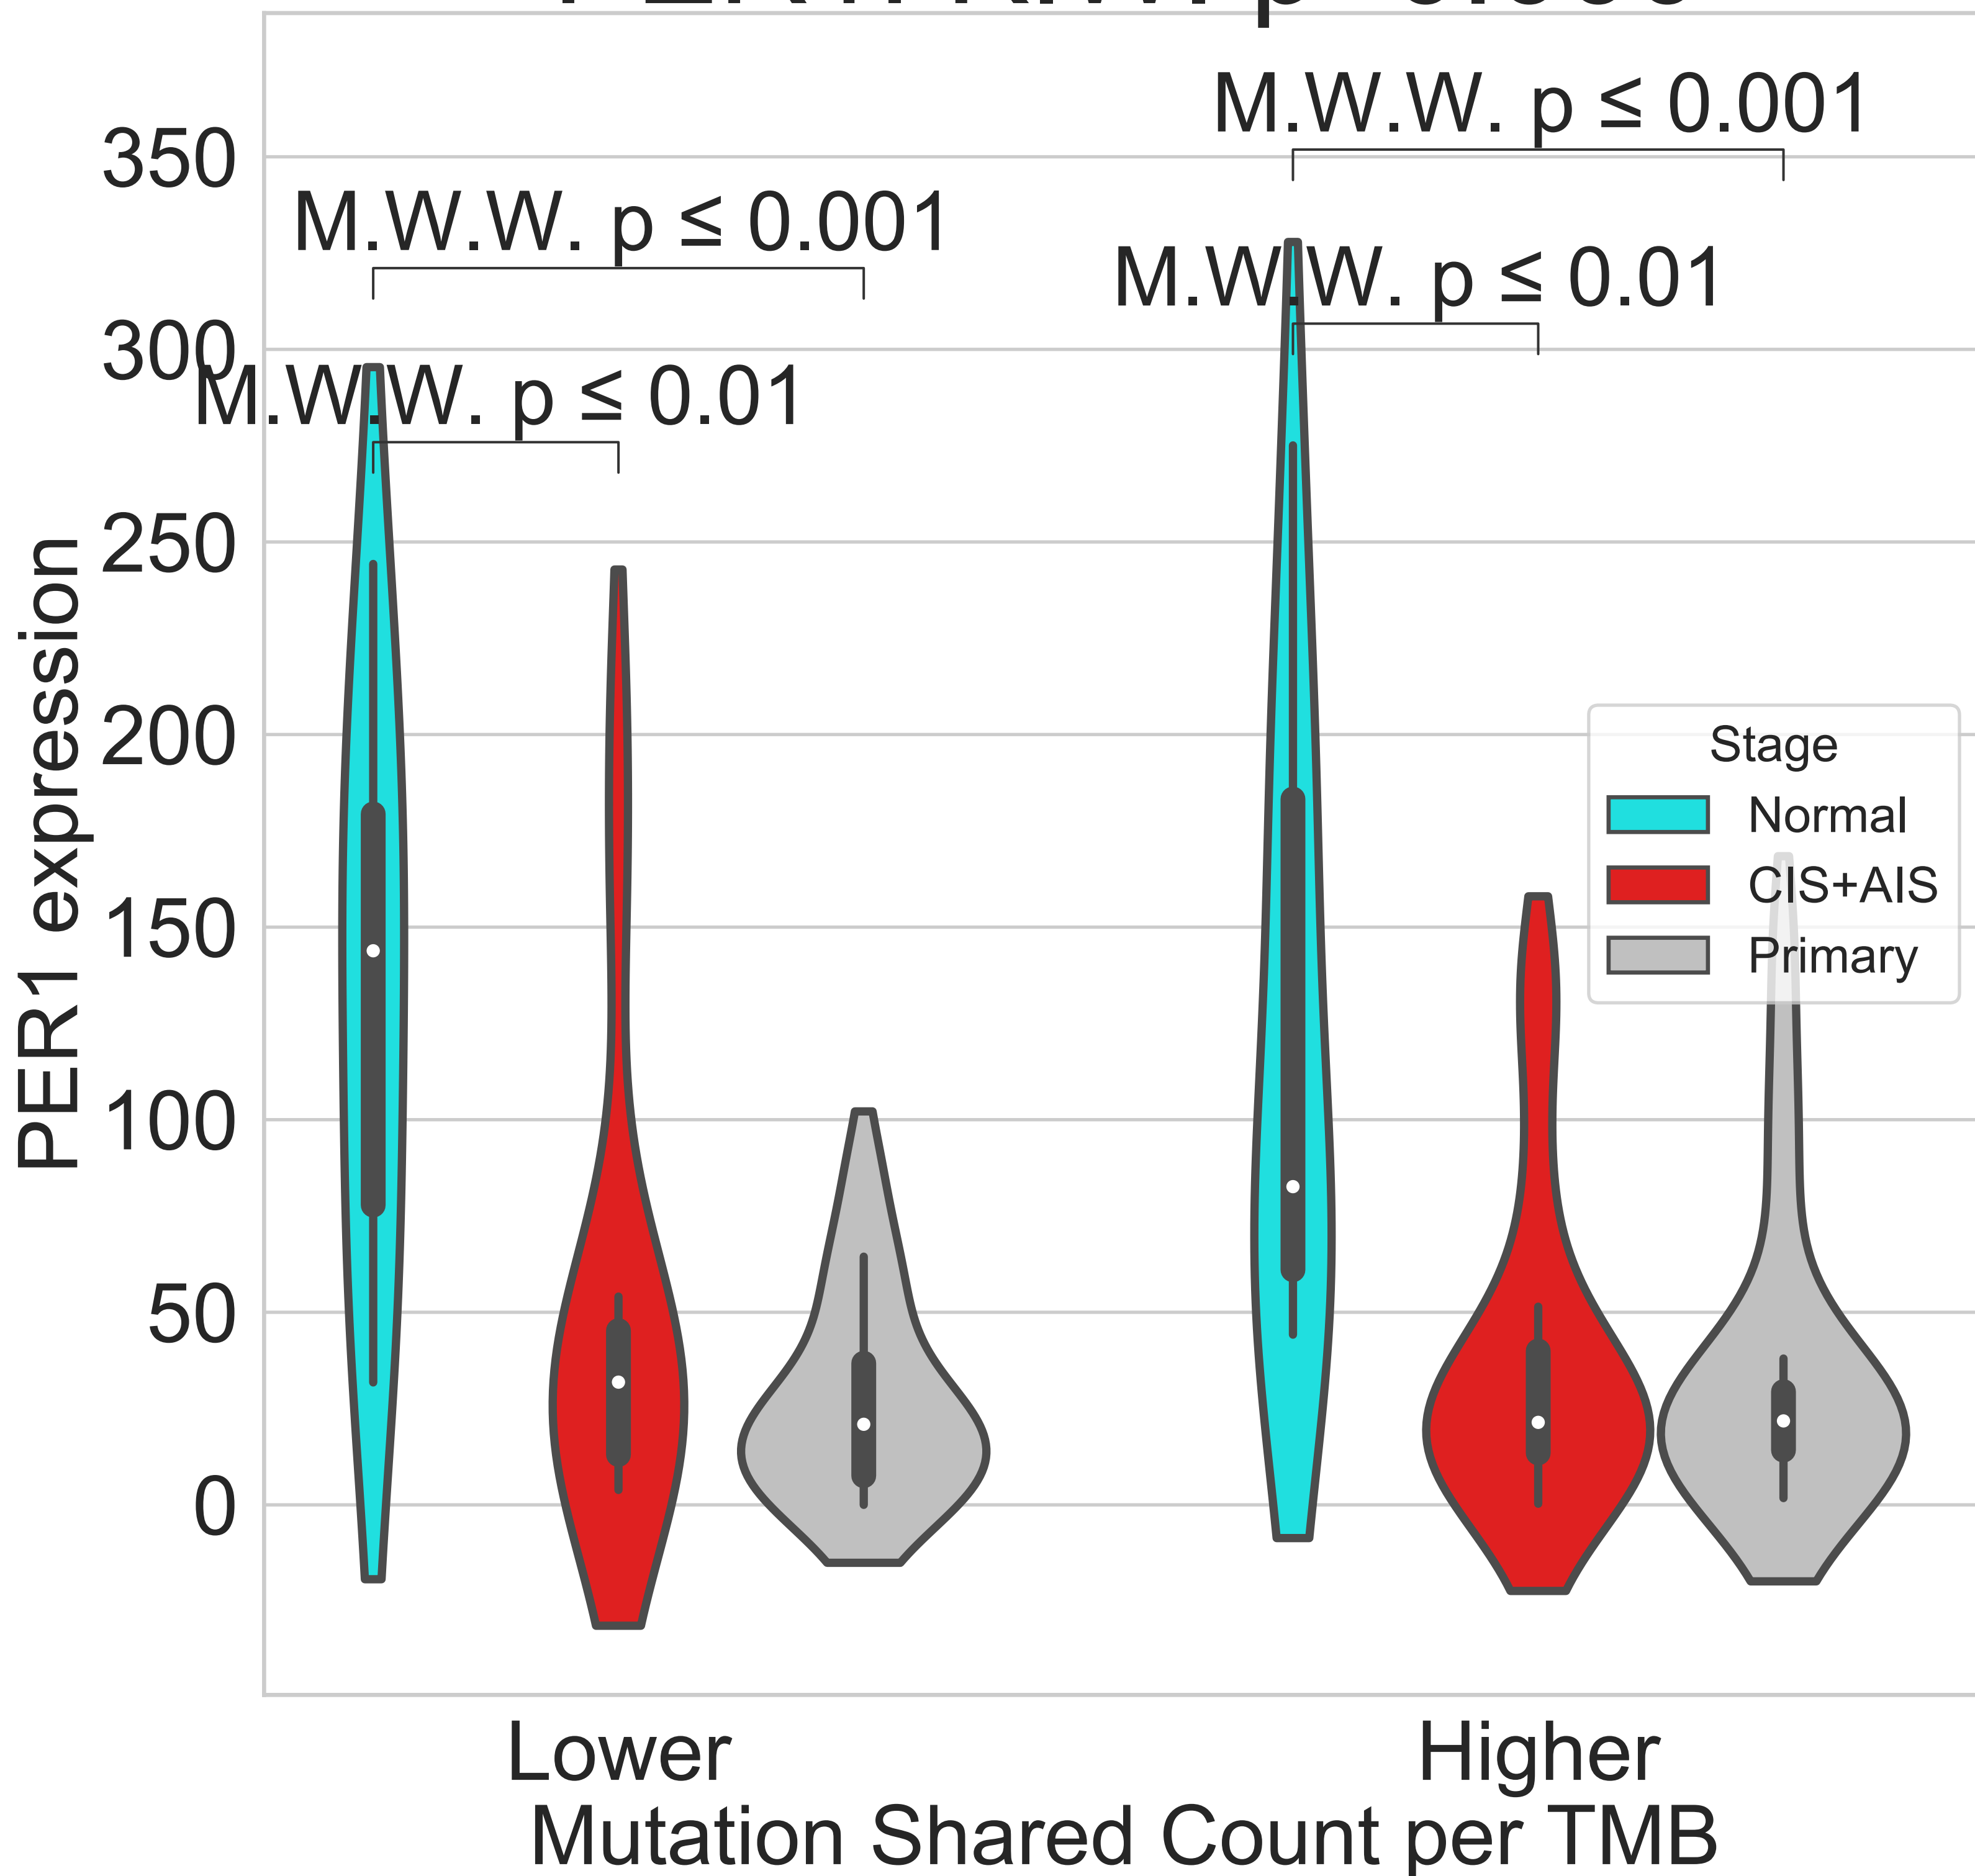 M.W.W. p ≤ 0.001
350
M.W.W. p ≤ 0.001
M.W.W. p ≤ 0.01
300
M.W.W. p ≤ 0.01
250
200
150
100
50
0
PER1 expression
Stage
Normal
CIS+AIS
Primary
Lower
Higher
Mutation Shared Count per TMB